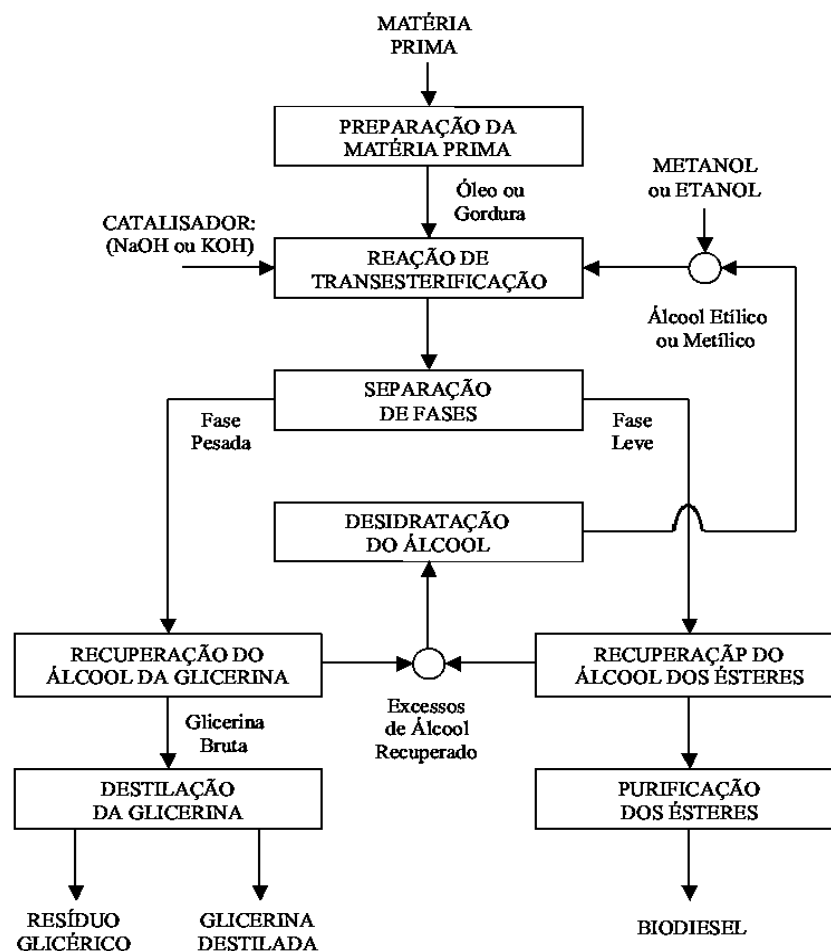 MATÉRIA
PRIMA
PREPARAÇÃO DA
MATÉRIA PRIMA
METANOL
ou ETANOL
Óleo ou
Gordura
CATALISADOR:
(NaOH ou KOH)
REAÇÃO DE
TRANSESTERIFICAÇÃO
Álcool Etílico
ou Metílico
SEPARAÇÃO
DE FASES
Fase
Pesada
Fase
Leve
DESIDRATAÇÃO
DO ÁLCOOL
RECUPERAÇÃO DO
ÁLCOOL DA GLICERINA
RECUPERAÇÃP DO
ÁLCOOL DOS ÉSTERES
Excessos
de Álcool
Recuperado
Glicerina
Bruta
DESTILAÇÃO
DA GLICERINA
PURIFICAÇÃO
DOS ÉSTERES
RESÍDUO
GLICÉRICO
GLICERINA
DESTILADA
BIODIESEL